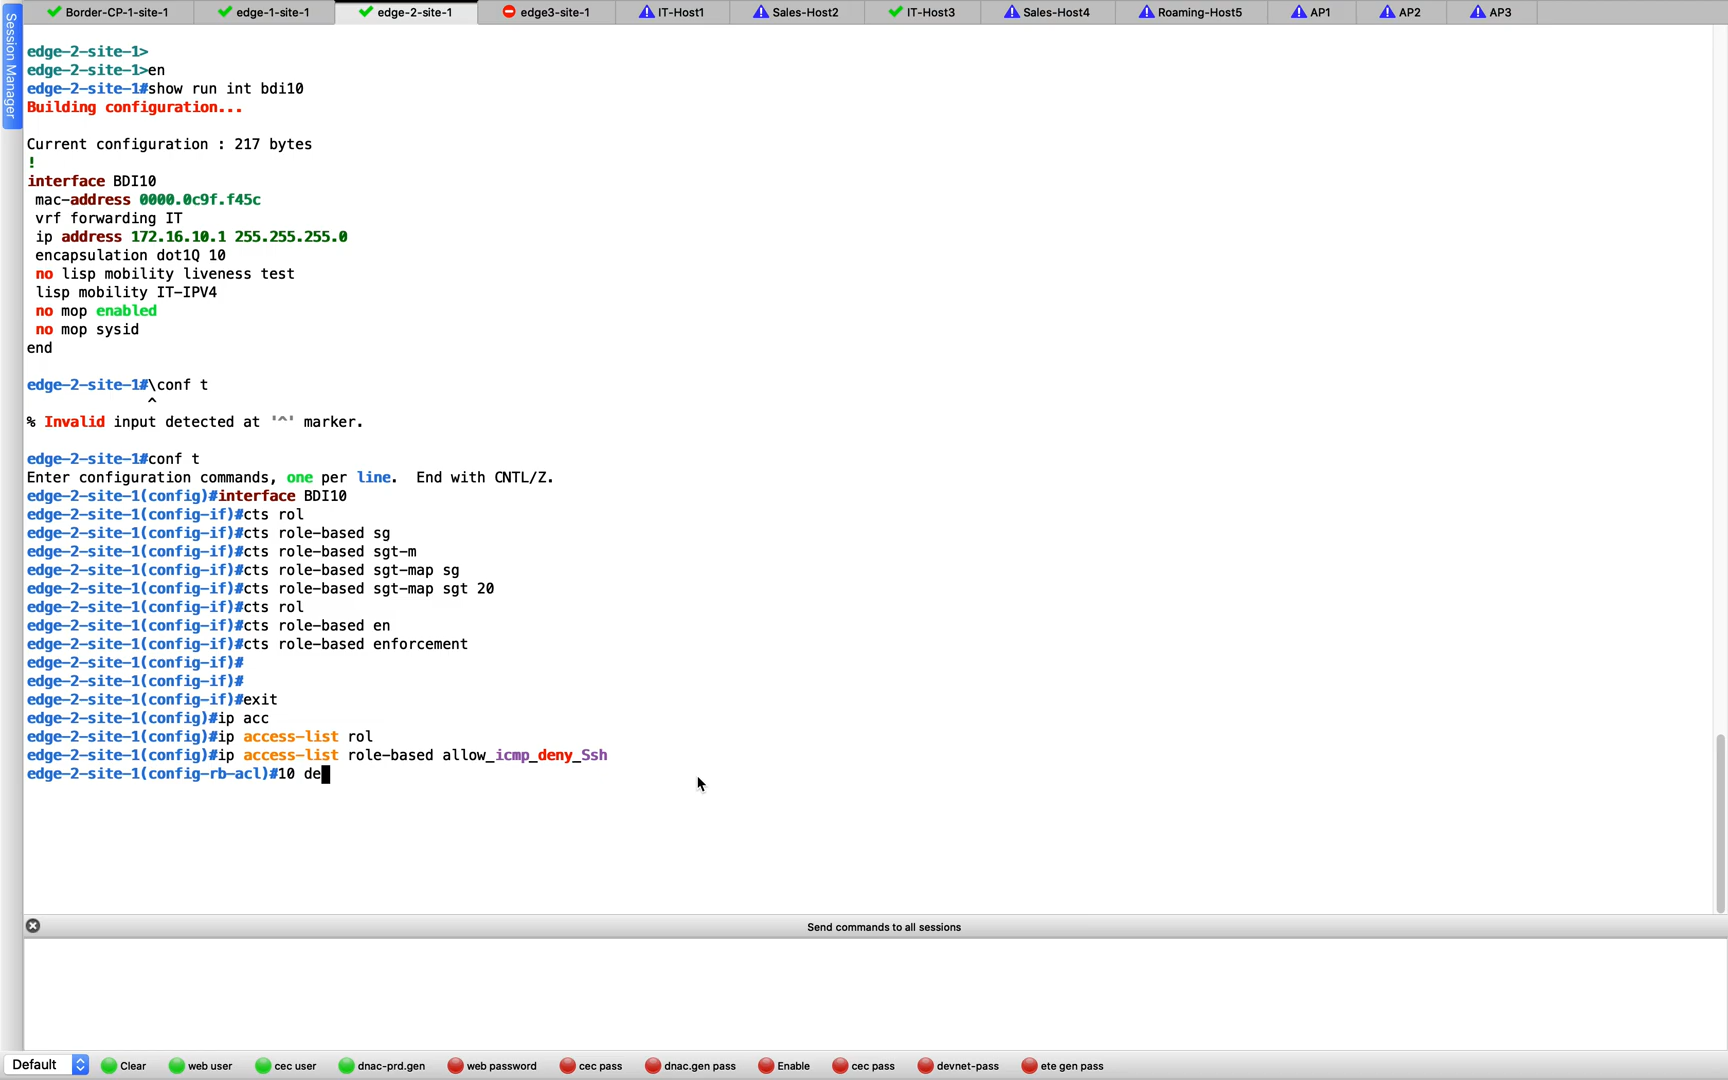 Border-CP-1-site-1 edge-1-site-1 edge-2-site-1 edge3-site-1 IT-Host1 Sales-Host2 IT-Host3 Sales-Host4 Roaming-Host5 AP1 AP2 AP3
Session Manager
edge-2-site-1>
edge-2-site-1>en
edge-2-site-1#show run int bdi10
Building configuration...
Current configuration : 217 bytes
!
interface BDI10
mac-address 0000.0c9f.f45c
vrf forwarding IT
ip address 172.16.10.1 255.255.255.0
encapsulation dot1Q 10
no lisp mobility liveness test
lisp mobility IT-IPV4
no mop enabled
no mop sysid
end
edge-2-site-1#\conf t
^
% Invalid input detected at '^' marker.
edge-2-site-1#conf t
Enter configuration commands, one per line. End with CNTL/Z.
edge-2-site-1(config)#interface BDI10
edge-2-site-1(config-if)#cts rol
edge-2-site-1(config-if)#cts role-based sg
edge-2-site-1(config-if)#cts role-based sgt-m
edge-2-site-1(config-if)#cts role-based sgt-map sg
edge-2-site-1(config-if)#cts role-based sgt-map sgt 20
edge-2-site-1(config-if)#cts rol
edge-2-site-1(config-if)#cts role-based en
edge-2-site-1(config-if)#cts role-based enforcement
edge-2-site-1(config-if)#
edge-2-site-1(config-if)#
edge-2-site-1(config-if)#exit
edge-2-site-1(config)#ip acc
edge-2-site-1(config)#ip access-list rol
edge-2-site-1(config)#ip access-list role-based allow_icmp_deny_Ssh
edge-2-site-1(config-rb-acl)#10 de
Send commands to all sessions
Default Clear web user cec user dnac-prd.gen web password cec pass dnac.gen pass Enable cec pass devnet-pass ete gen pass